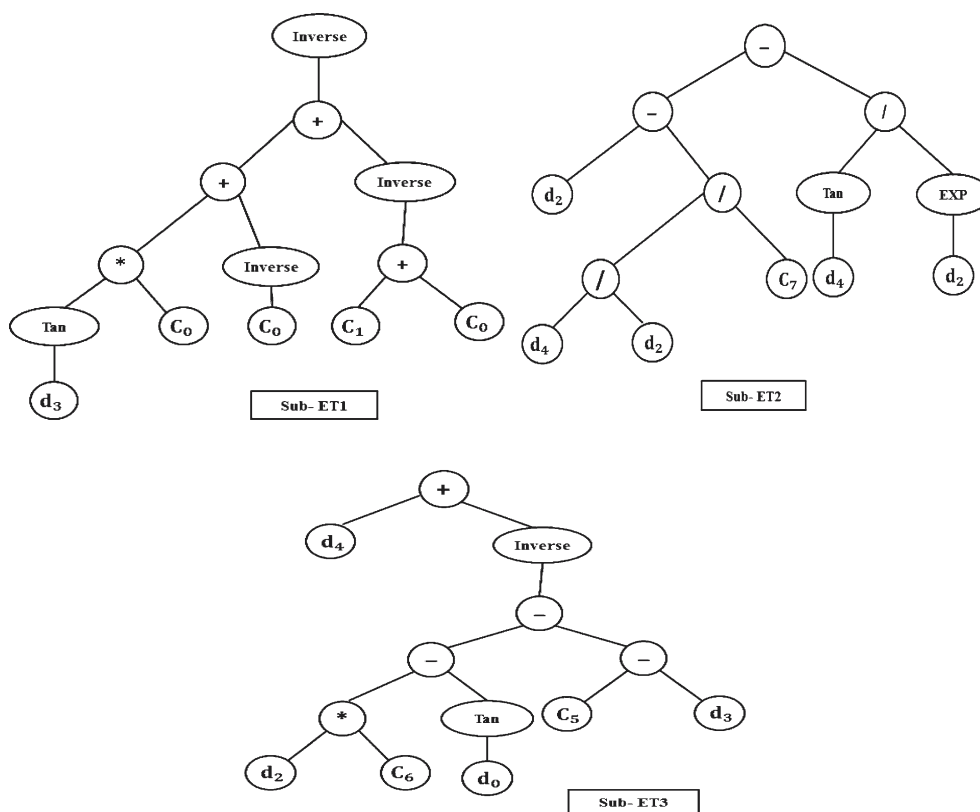 Inverse
+
+
Inverse
*
Inverse
+
Tan
C₀
C₀
C₁
C₀
d₃
Sub- ET1
–
–
/
d₂
/
Tan
EXP
/
C₇
d₄
d₂
d₄
d₂
Sub- ET2
+
d₄
Inverse
–
–
–
*
Tan
C₅
d₃
d₂
C₆
d₀
Sub- ET3